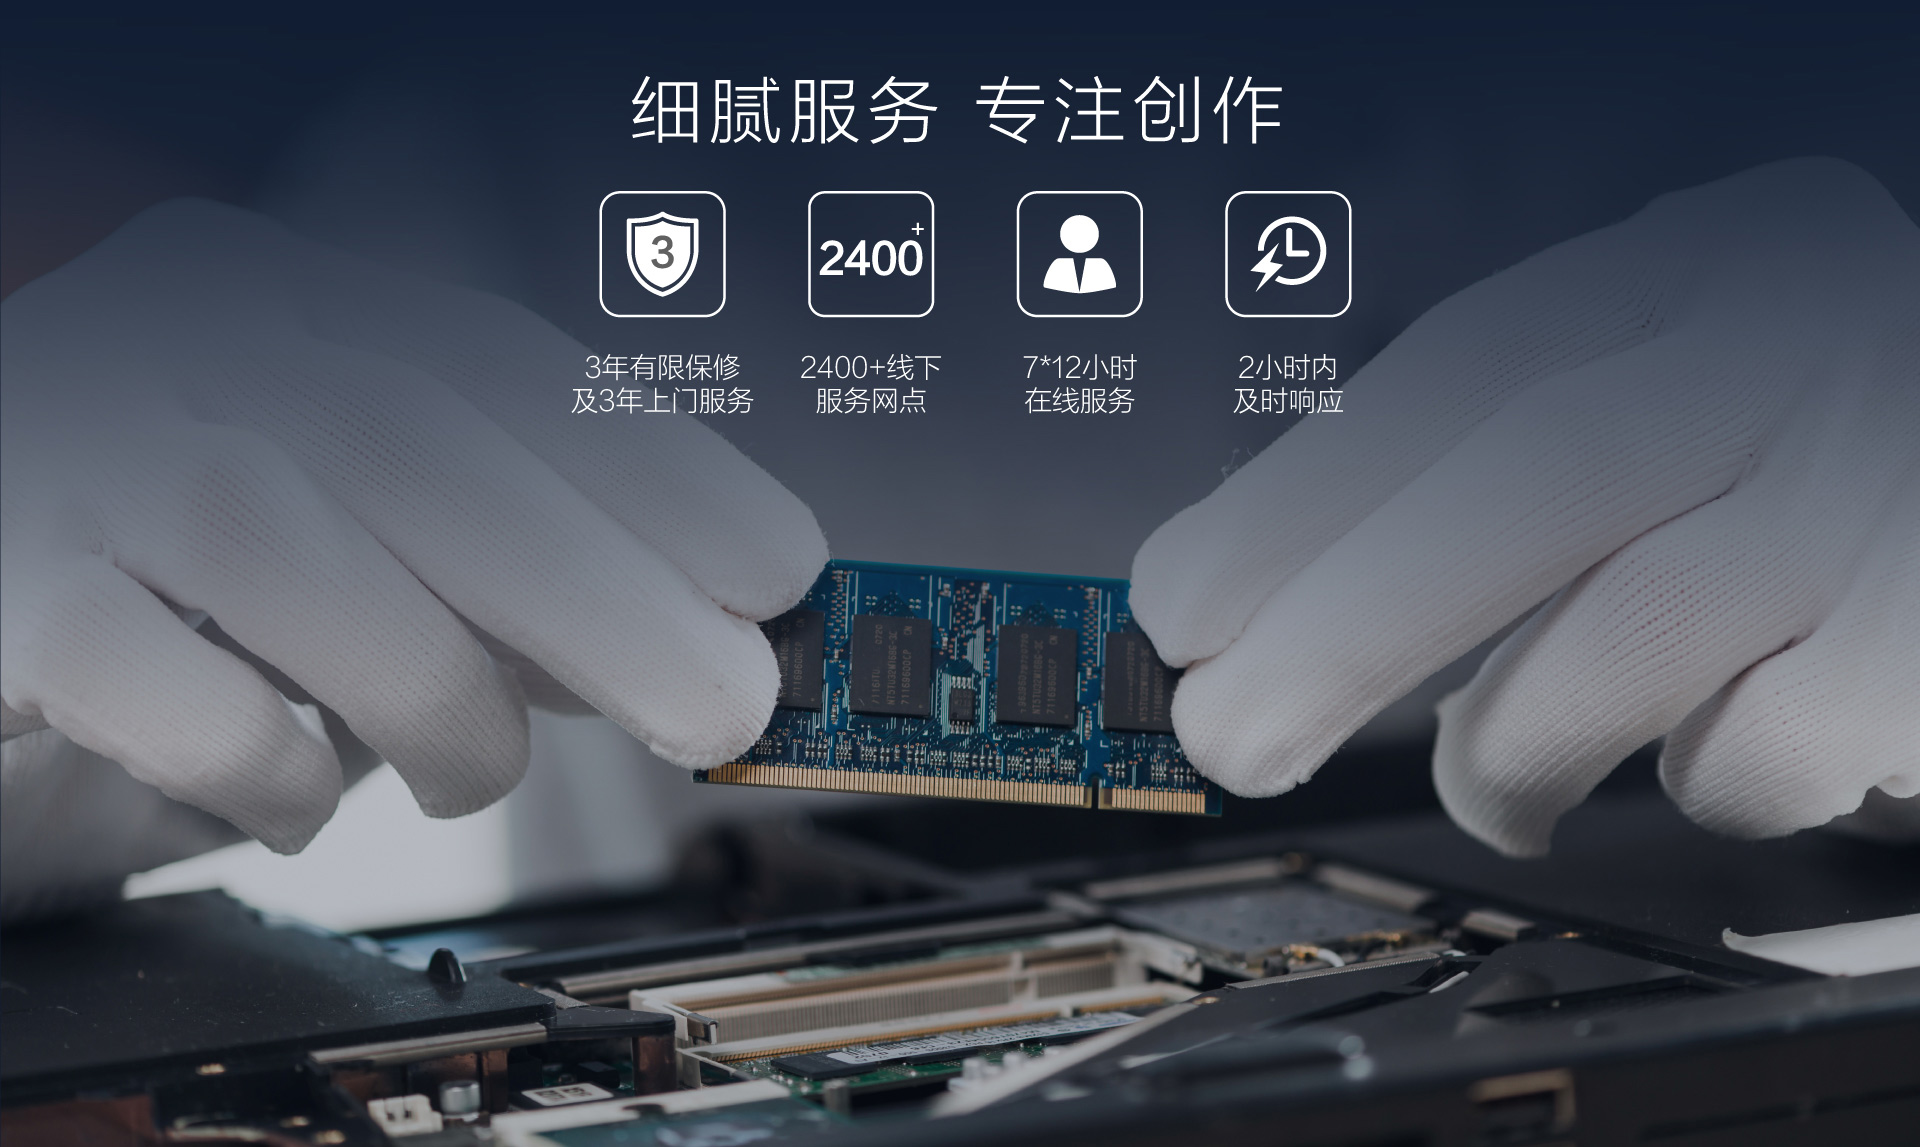 细腻服务 专注创作
3
2400+
3年有限保修
及3年上门服务
2400+线下
服务网点
7*12小时
在线服务
2小时内
及时响应